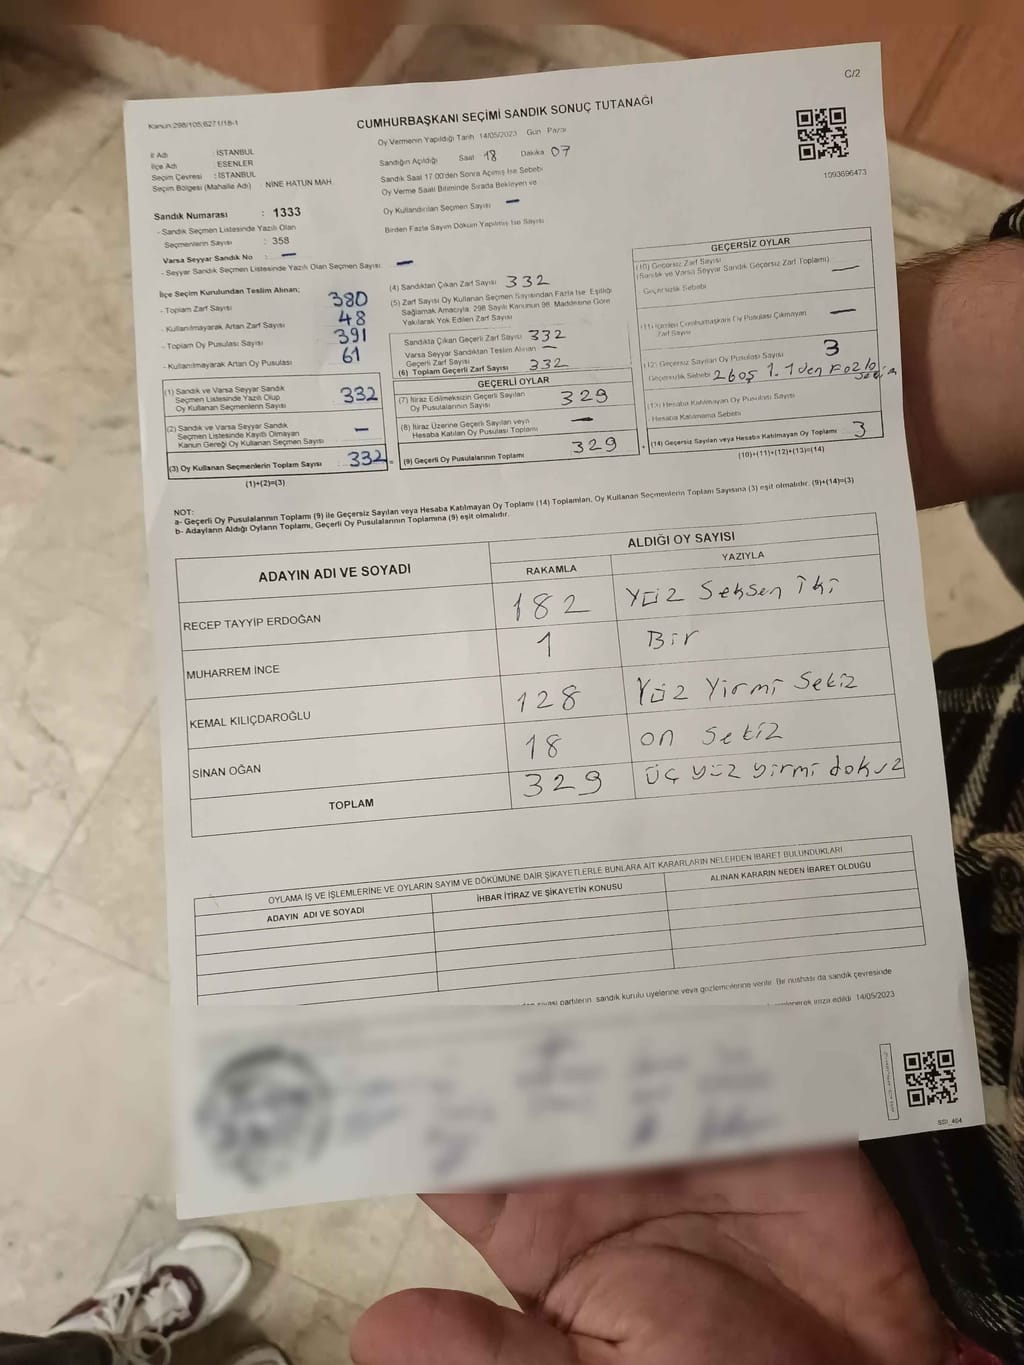 C/2
Kanun:298/105,6271/18-1
CUMHURBAŞKANI SEÇİMİ SANDIK SONUÇ TUTANAĞI
Oy Vermenin Yapıldığı Tarih 14/05/2023 Gün Pazar
İl Adı : İSTANBUL
İlçe Adı : ESENLER
Seçim Çevresi : İSTANBUL
Seçim Bölgesi (Mahalle Adı) : NİNE HATUN MAH.
Sandığın Açıldığı Saat 18 Dakika 07
Sandık Saat 17.00'den Sonra Açımış İse Sebebi
Oy Verme Saati Bitiminde Sırada Bekleyen ve
Oy Kullandırılan Seçmen Sayısı —
Birden Fazla Sayım Döküm Yapılmış İse Sayısı
1093696473
Sandık Numarası : 1333
- Sandık Seçmen Listesinde Yazılı Olan
Seçmenlerin Sayısı : 358
Varsa Seyyar Sandık No : —
- Seyyar Sandık Seçmen Listesinde Yazılı Olan Seçmen Sayısı: —
İlçe Seçim Kurulundan Teslim Alınan;
- Toplam Zarf Sayısı 380
- Kullanılmayarak Artan Zarf Sayısı 48
- Toplam Oy Pusulası Sayısı 391
- Kullanılmayarak Artan Oy Pusulası 61
(1) Sandık ve Varsa Seyyar Sandık
Seçmen Listesinde Yazılı Olup
Oy Kullanan Seçmenlerin Sayısı 332
(2) Sandık ve Varsa Seyyar Sandık
Seçmen Listesinde Kayıtlı Olmayan
Kanun Gereği Oy Kullanan Seçmen Sayısı —
(3) Oy Kullanan Seçmenlerin Toplam Sayısı 332 =
(1)+(2)=(3)
(4) Sandıktan Çıkan Zarf Sayısı 332
(5) Zarf Sayısı Oy Kullanan Seçmen Sayısından Fazla İse, Eşitliği
Sağlamak Amacıyla; 298 Sayılı Kanunun 98. Maddesine Göre
Yakılarak Yok Edilen Zarf Sayısı
Sandıkta Çıkan Geçerli Zarf Sayısı 332
Varsa Seyyar Sandıktan Teslim Alınan —
Geçerli Zarf Sayısı
(6) Toplam Geçerli Zarf Sayısı 332
GEÇERLİ OYLAR
(7) İtiraz Edilmeksizin Geçerli Sayılan
Oy Pusulalarının Sayısı 329
(8) İtiraz Üzerine Geçerli Sayılan veya
Hesaba Katılan Oy Pusulası Toplamı —
(9) Geçerli Oy Pusulalarının Toplamı 329 +
GEÇERSİZ OYLAR
(10) Geçersiz Zarf Sayısı
(Sandık ve Varsa Seyyar Sandık Geçersiz Zarf Toplamı) —
- Geçersizlik Sebebi
Zarf Sayısı —
(12) Geçersiz Sayılan Oy Pusulası Sayısı 3
Geçersizlik Sebebi 2 boş 1. 1 den Fazla
(13) Hesaba Katılmayan Oy Pusulası Sayısı
Hesaba Katılmama Sebebi
(14) Geçersiz Sayılan veya Hesaba Katılmayan Oy Toplamı 3
(10)+(11)+(12)+(13)=(14)
NOT:
a- Geçerli Oy Pusulalarının Toplamı (9) ile Geçersiz Sayılan veya Hesaba Katılmayan Oy Toplamı (14) Toplamları, Oy Kullanan Seçmenlerin Toplam Sayısına (3) eşit olmalıdır. (9)+(14)=(3)
b- Adayların Aldığı Oyların Toplamı, Geçerli Oy Pusulalarının Toplamına (9) eşit olmalıdır.
ADAYIN ADI VE SOYADI
ALDIĞI OY SAYISI
RAKAMLA YAZIYLA
RECEP TAYYİP ERDOĞAN 182 Yüz Seksen iki
MUHARREM İNCE 1 Bir
KEMAL KILIÇDAROĞLU 128 Yüz Yirmi Sekiz
SİNAN OĞAN 18 on Sekiz
TOPLAM 329 üç yüz yirmi dokuz
OYLAMA İŞ VE İŞLEMLERİNE VE OYLARIN SAYIM VE DÖKÜMÜNE DAİR ŞİKAYETLERLE BUNLARA AİT KARARLARIN NELERDEN İBARET BULUNDUKLARI
ADAYIN ADI VE SOYADI İHBAR İTİRAZ VE ŞİKAYETİN KONUSU ALINAN KARARIN NEDEN İBARET OLDUĞU
siyasi partilerin sandık kurulu üyelerine veya gözlemcilerine verilir. Bir nüshası da sandık çevresinde
imza edildi. 14/05/2023
SSI_464